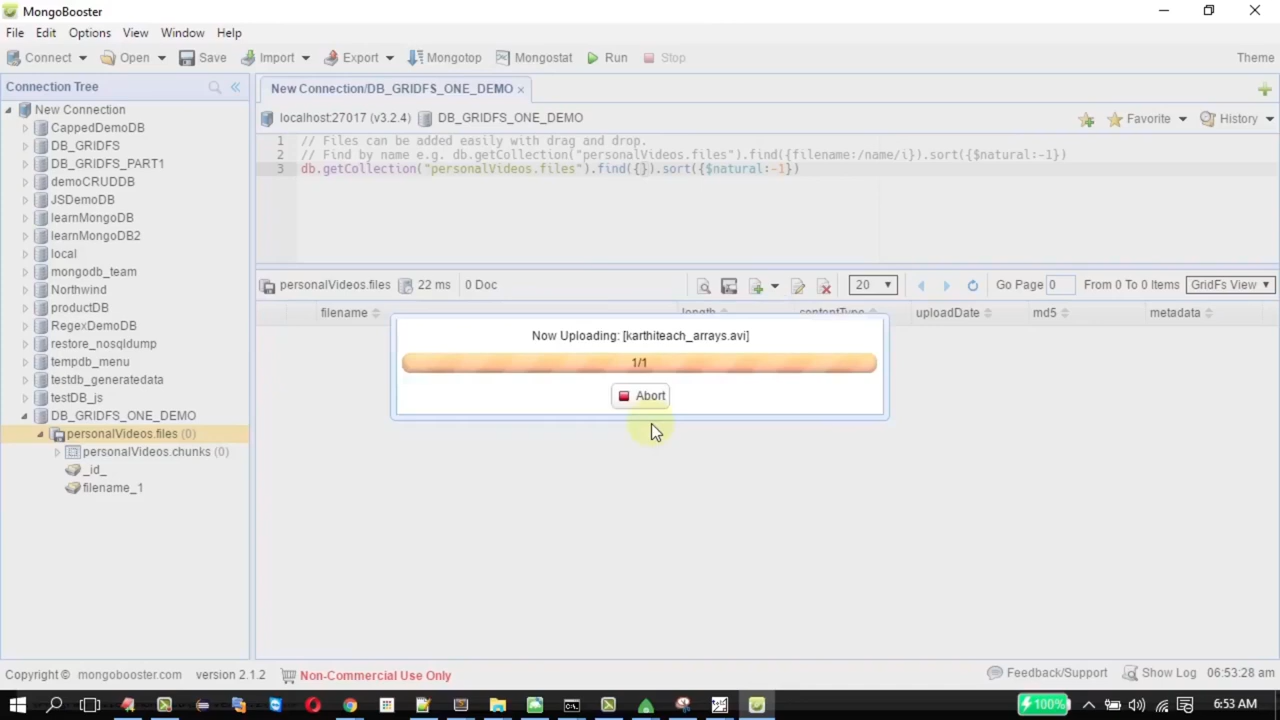 MongoBooster
File Edit Options View Window Help
Connect Open Save Import Export Mongotop Mongostat Run Stop Theme
Connection Tree
New Connection/DB_GRIDFS_ONE_DEMO
New Connection
localhost:27017 (v3.2.4) DB_GRIDFS_ONE_DEMO Favorite History
CappedDemoDB
DB_GRIDFS
DB_GRIDFS_PART1
demoCRUDDB
JSDemoDB
learnMongoDB
learnMongoDB2
local
mongodb_team
Northwind
productDB
RegexDemoDB
restore_nosqldump
tempdb_menu
testdb_generatedata
testDB_js
DB_GRIDFS_ONE_DEMO
personalVideos.files (0)
personalVideos.chunks (0)
_id_
filename_1
1 // Files can be added easily with drag and drop.
2 // Find by name e.g. db.getCollection("personalVideos.files").find({filename:/name/i}).sort({$natural:-1})
3 db.getCollection("personalVideos.files").find({}).sort({$natural:-1})
personalVideos.files 22 ms 0 Doc 20 Go Page 0 From 0 To 0 Items GridFs View
filename length contentType uploadDate md5 metadata
Now Uploading: [karthiteach_arrays.avi]
1/1
Abort
Copyright © mongobooster.com version 2.1.2 Non-Commercial Use Only Feedback/Support Show Log 06:53:28 am
100% 6:53 AM